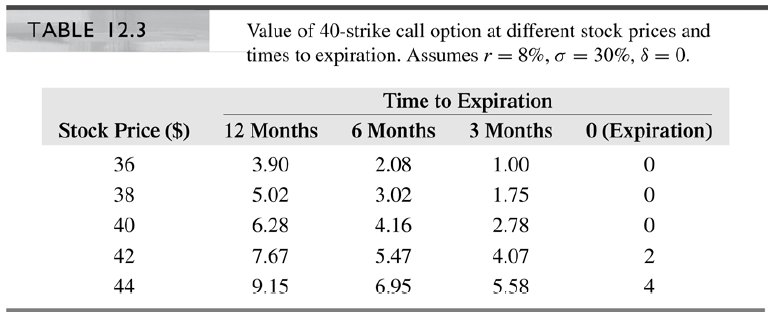 TABLE 12.3
Value of 40-strike call option at different stock prices and
times to expiration. Assumes r = 8%, σ = 30%, δ = 0.
Time to Expiration
Stock Price ($) 12 Months 6 Months 3 Months 0 (Expiration)
36 3.90 2.08 1.00 0
38 5.02 3.02 1.75 0
40 6.28 4.16 2.78 0
42 7.67 5.47 4.07 2
44 9.15 6.95 5.58 4